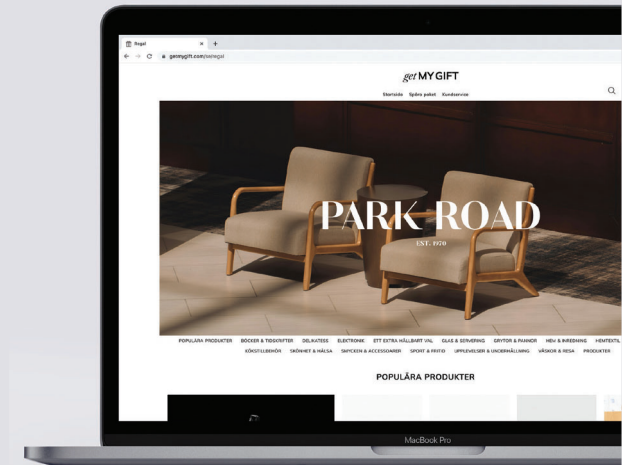 Regal
getmygift.com/se/regal
get MY GIFT
Startsida Spåra paket Kundservice
PARK ROAD
EST. 1970
POPULÄRA PRODUKTER BÖCKER & TIDSKRIFTER DELIKATESS ELEKTRONIK ETT EXTRA HÅLLBART VAL GLAS & SERVERING GRYTOR & PANNOR HEM & INREDNING HEMTEXTIL
KÖKSTILLBEHÖR SKÖNHET & HÄLSA SMYCKEN & ACCESSOARER SPORT & FRITID UPPLEVELSER & UNDERHÅLLNING VÄSKOR & RESA PRODUKTER
POPULÄRA PRODUKTER
MacBook Pro